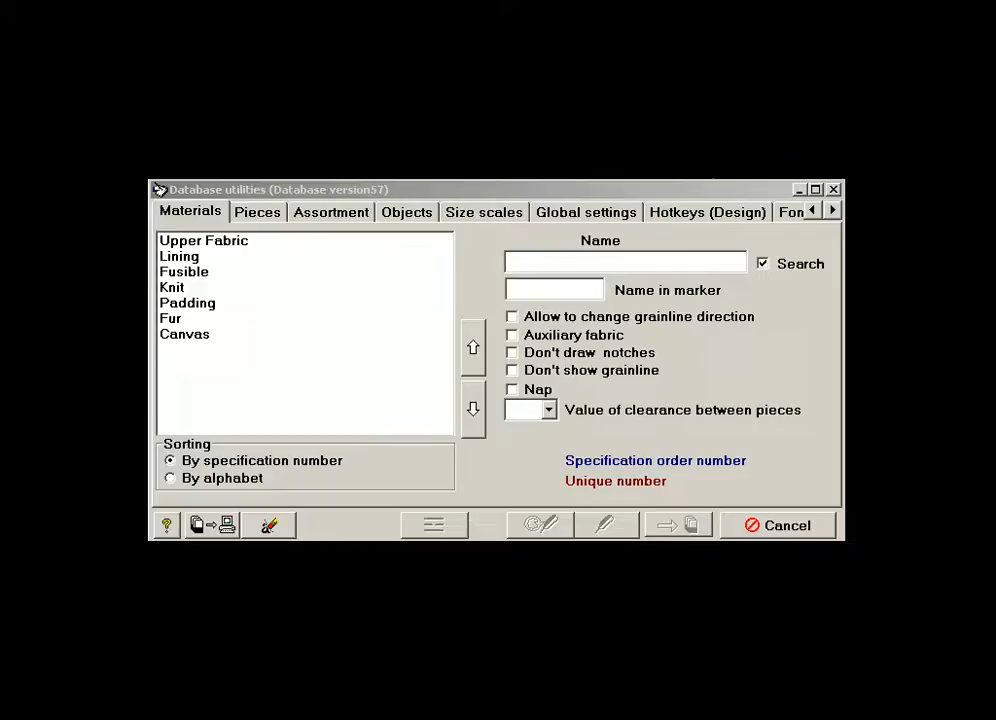 Database utilities (Database version57)
Materials Pieces Assortment Objects Size scales Global settings Hotkeys (Design) Fon
Upper Fabric
Lining
Fusible
Knit
Padding
Fur
Canvas
Sorting
By specification number
By alphabet
Name
Search
Name in marker
Allow to change grainline direction
Auxiliary fabric
Don't draw notches
Don't show grainline
Nap
Value of clearance between pieces
Specification order number
Unique number
? Cancel